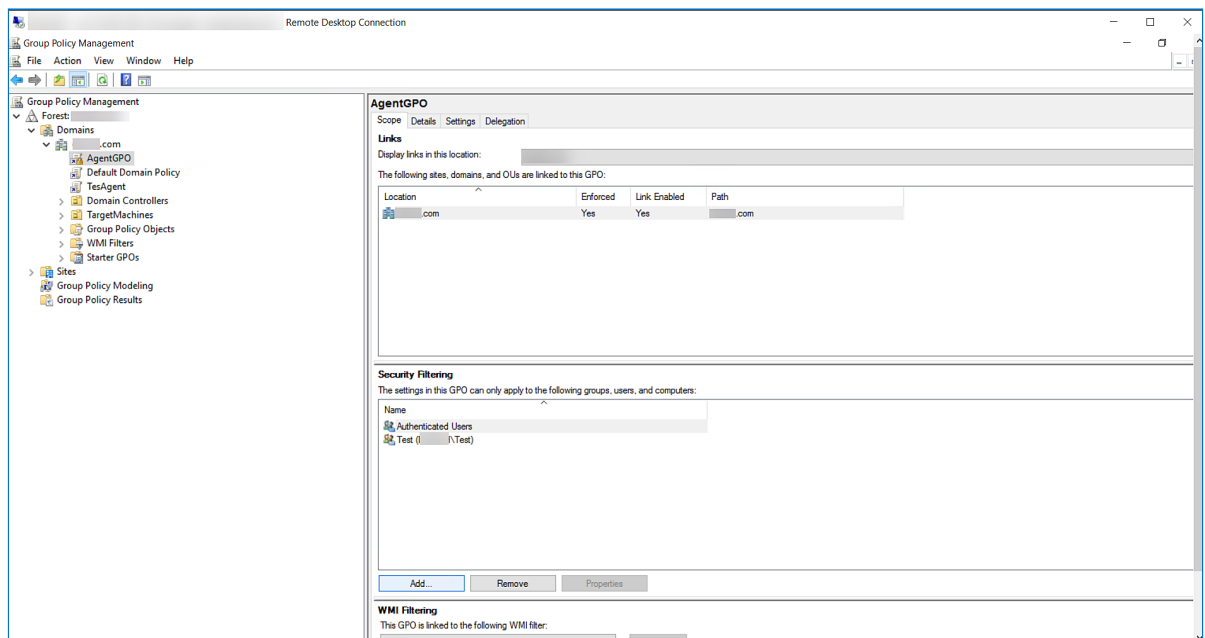 Remote Desktop Connection
Group Policy Management
File Action View Window Help
Group Policy Management
Forest:
Domains
.com
AgentGPO
Default Domain Policy
TesAgent
Domain Controllers
TargetMachines
Group Policy Objects
WMI Filters
Starter GPOs
Sites
Group Policy Modeling
Group Policy Results
AgentGPO
Scope Details Settings Delegation
Links
Display links in this location:
The following sites, domains, and OUs are linked to this GPO:
Location Enforced Link Enabled Path
.com Yes Yes .com
Security Filtering
The settings in this GPO can only apply to the following groups, users, and computers:
Name
Authenticated Users
Test ( \Test)
Add... Remove Properties
WMI Filtering
This GPO is linked to the following WMI filter: